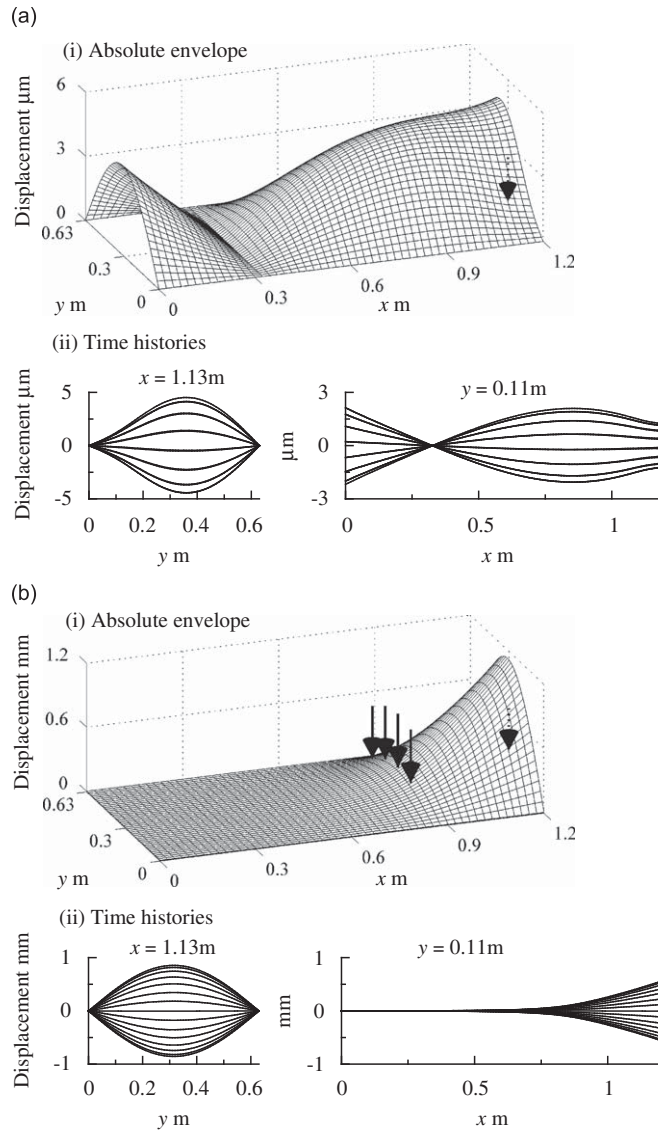 (a)
(i) Absolute envelope
Displacement μm
6
3
0
0.63
0.3
0
y m
0
0.3
0.6
0.9
1.2
x m
(ii) Time histories
x = 1.13m
y = 0.11m
Displacement μm
5
0
-5
0
0.2
0.4
0.6
y m
μm
3
0
-3
0
0.5
1
x m
(b)
(i) Absolute envelope
Displacement mm
1.2
0.6
0
0.63
0.3
0
y m
0
0.3
0.6
0.9
1.2
x m
(ii) Time histories
x = 1.13m
y = 0.11m
Displacement mm
1
0
-1
0
0.2
0.4
0.6
y m
mm
1
0
-1
0
0.5
1
x m